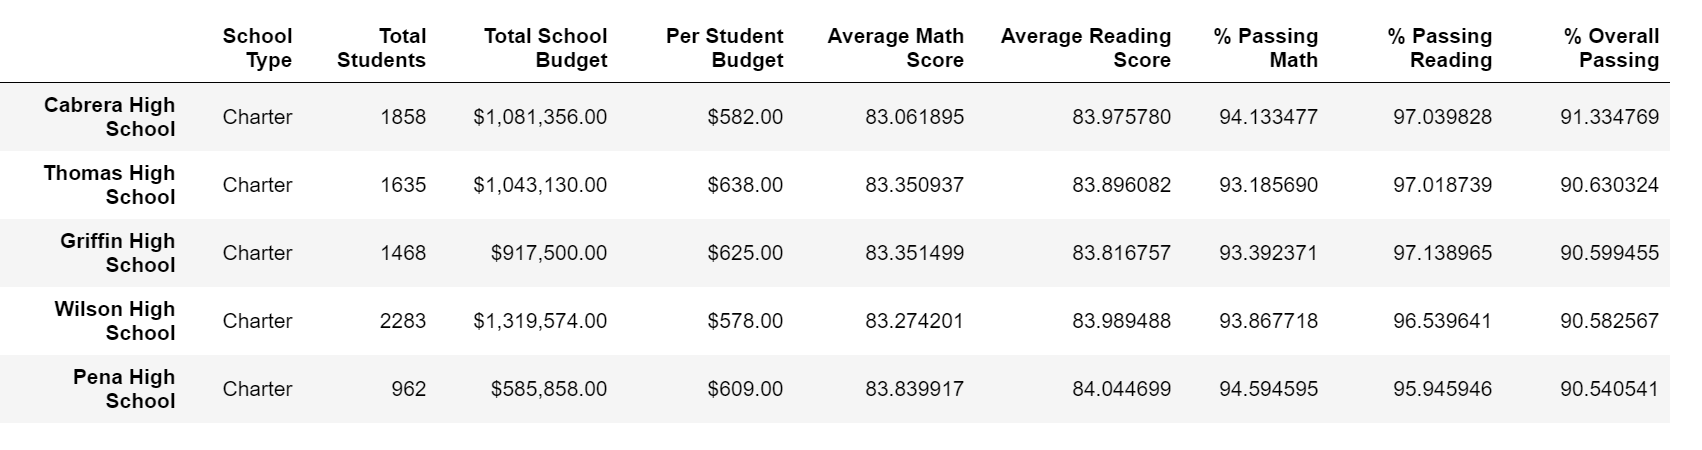 School Total Total School Per Student Average Math Average Reading % Passing % Passing % Overall
Type Students Budget Budget Score Score Math Reading Passing
Cabrera High
School Charter 1858 $1,081,356.00 $582.00 83.061895 83.975780 94.133477 97.039828 91.334769
Thomas High
School Charter 1635 $1,043,130.00 $638.00 83.350937 83.896082 93.185690 97.018739 90.630324
Griffin High
School Charter 1468 $917,500.00 $625.00 83.351499 83.816757 93.392371 97.138965 90.599455
Wilson High
School Charter 2283 $1,319,574.00 $578.00 83.274201 83.989488 93.867718 96.539641 90.582567
Pena High
School Charter 962 $585,858.00 $609.00 83.839917 84.044699 94.594595 95.945946 90.540541